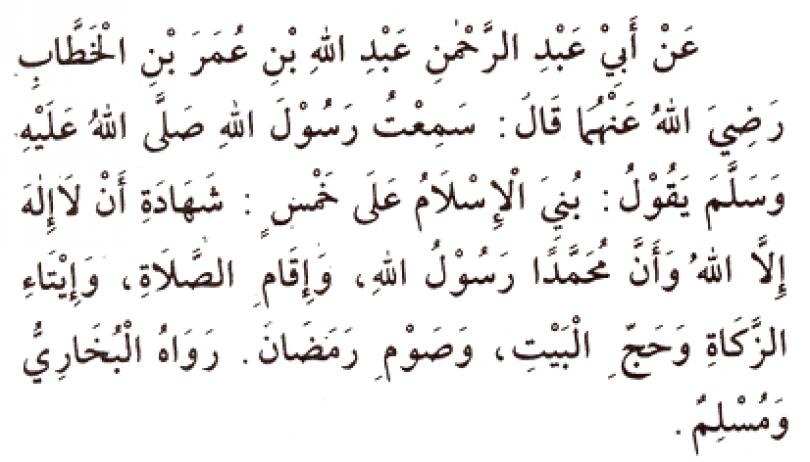 عَنْ أَبِيْ عَبْدِ الرَّحْمٰنِ عَبْدِ اللهِ بْنِ عُمَرَ بْنِ الْخَطَّابِ
رَضِيَ اللهُ عَنْهُمَا قَالَ: سَمِعْتُ رَسُوْلَ اللهِ صَلَّى اللهُ عَلَيْهِ
وَسَلَّمَ يَقُوْلُ: بُنِيَ الْإِسْلَامُ عَلَى خَمْسٍ: شَهَادَةِ أَنْ لَاإِلٰهَ
إِلَّا اللهُ وَأَنَّ مُحَمَّدًا رَسُوْلُ اللهِ، وَإِقَامِ الصَّلَاةِ، وَإِيْتَاءِ
الزَّكَاةِ وَحَجِّ الْبَيْتِ، وَصَوْمِ رَمَضَانَ. رَوَاهُ الْبُخَارِيُّ
وَمُسْلِمٌ.